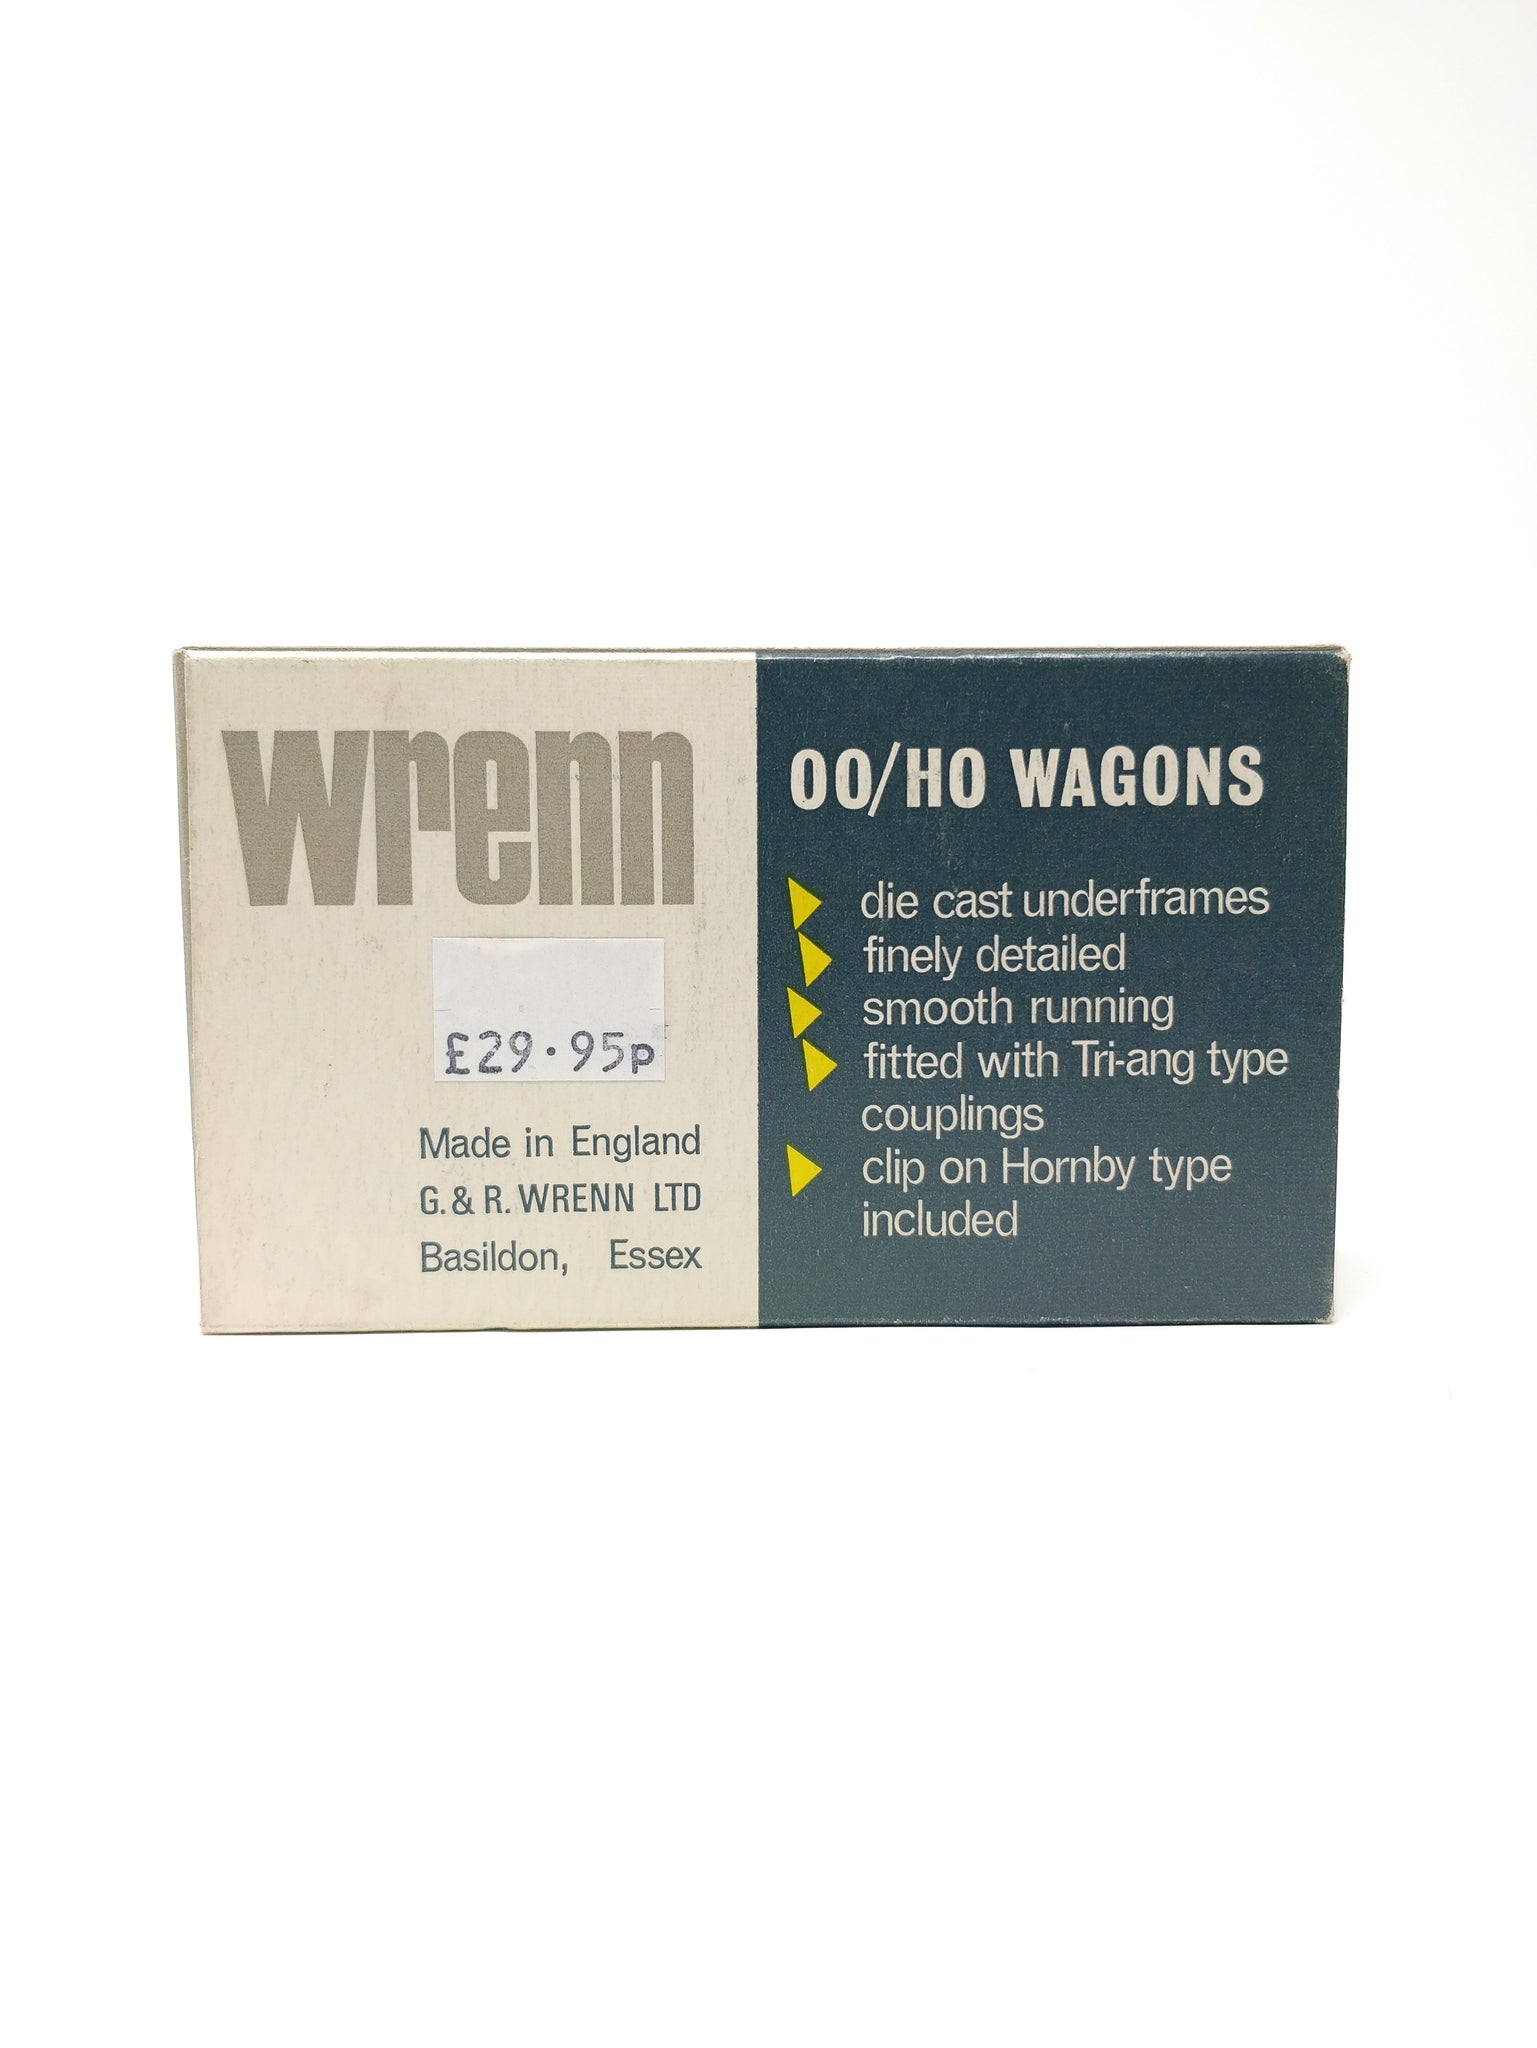 wrenn
£29.95p
Made in England
G. & R. WRENN LTD
Basildon, Essex
OO/HO WAGONS
die cast underframes
finely detailed
smooth running
fitted with Tri-ang type
couplings
clip on Hornby type
included